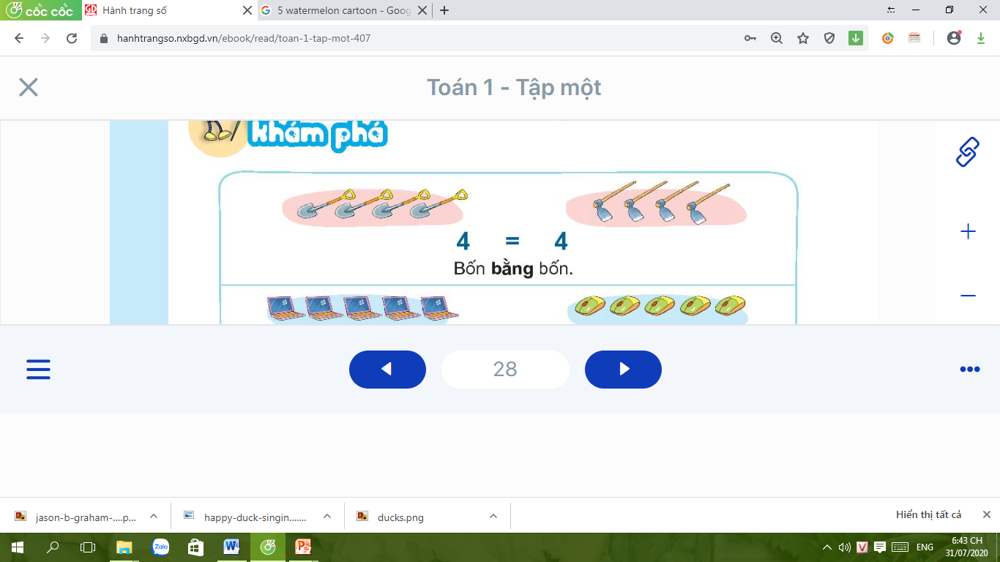 cốc cốc
Hành trang số
5 watermelon cartoon - Goog
hanhtrangso.nxbgd.vn/ebook/read/toan-1-tap-mot-407
Toán 1 - Tập một
khám phá
4 = 4
Bốn bằng bốn.
28
jason-b-graham-....p...
happy-duck-singin.......
ducks.png
Hiển thị tất cả
Zalo
ENG
6:43 CH
31/07/2020